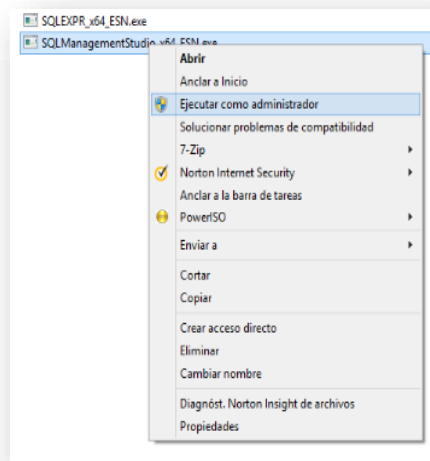 SQLEXPR_x64_ESN.exe
SQLManagementStudio_x64_ESN.exe
Abrir
Anclar a Inicio
Ejecutar como administrador
Solucionar problemas de compatibilidad
7-Zip
Norton Internet Security
Anclar a la barra de tareas
PowerISO
Enviar a
Cortar
Copiar
Crear acceso directo
Eliminar
Cambiar nombre
Diagnóst. Norton Insight de archivos
Propiedades